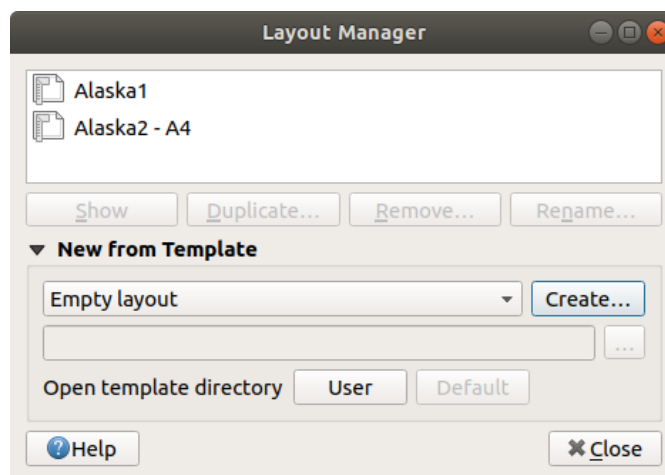 Layout Manager
Alaska1
Alaska2 - A4
Show Duplicate... Remove... Rename...
New from Template
Empty layout Create...
...
Open template directory User Default
Help Close